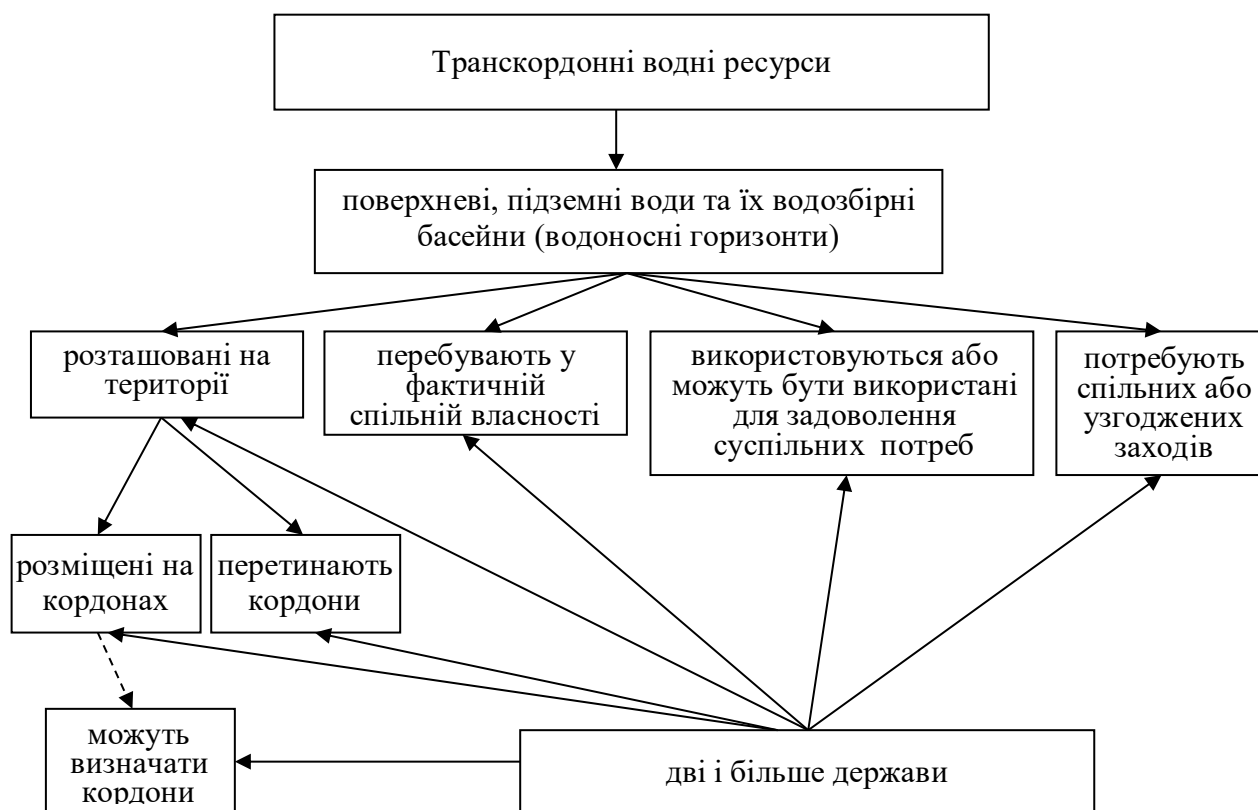 Транскордонні водні ресурси
поверхневі, підземні води та їх водозбірні
басейни (водоносні горизонти)
розташовані на
території
перебувають у
фактичній
спільній власності
використовуються або
можуть бути використані
для задоволення
суспільних потреб
потребують
спільних або
узгоджених
заходів
розміщені на
кордонах
перетинають
кордони
можуть
визначати
кордони
дві і більше держави